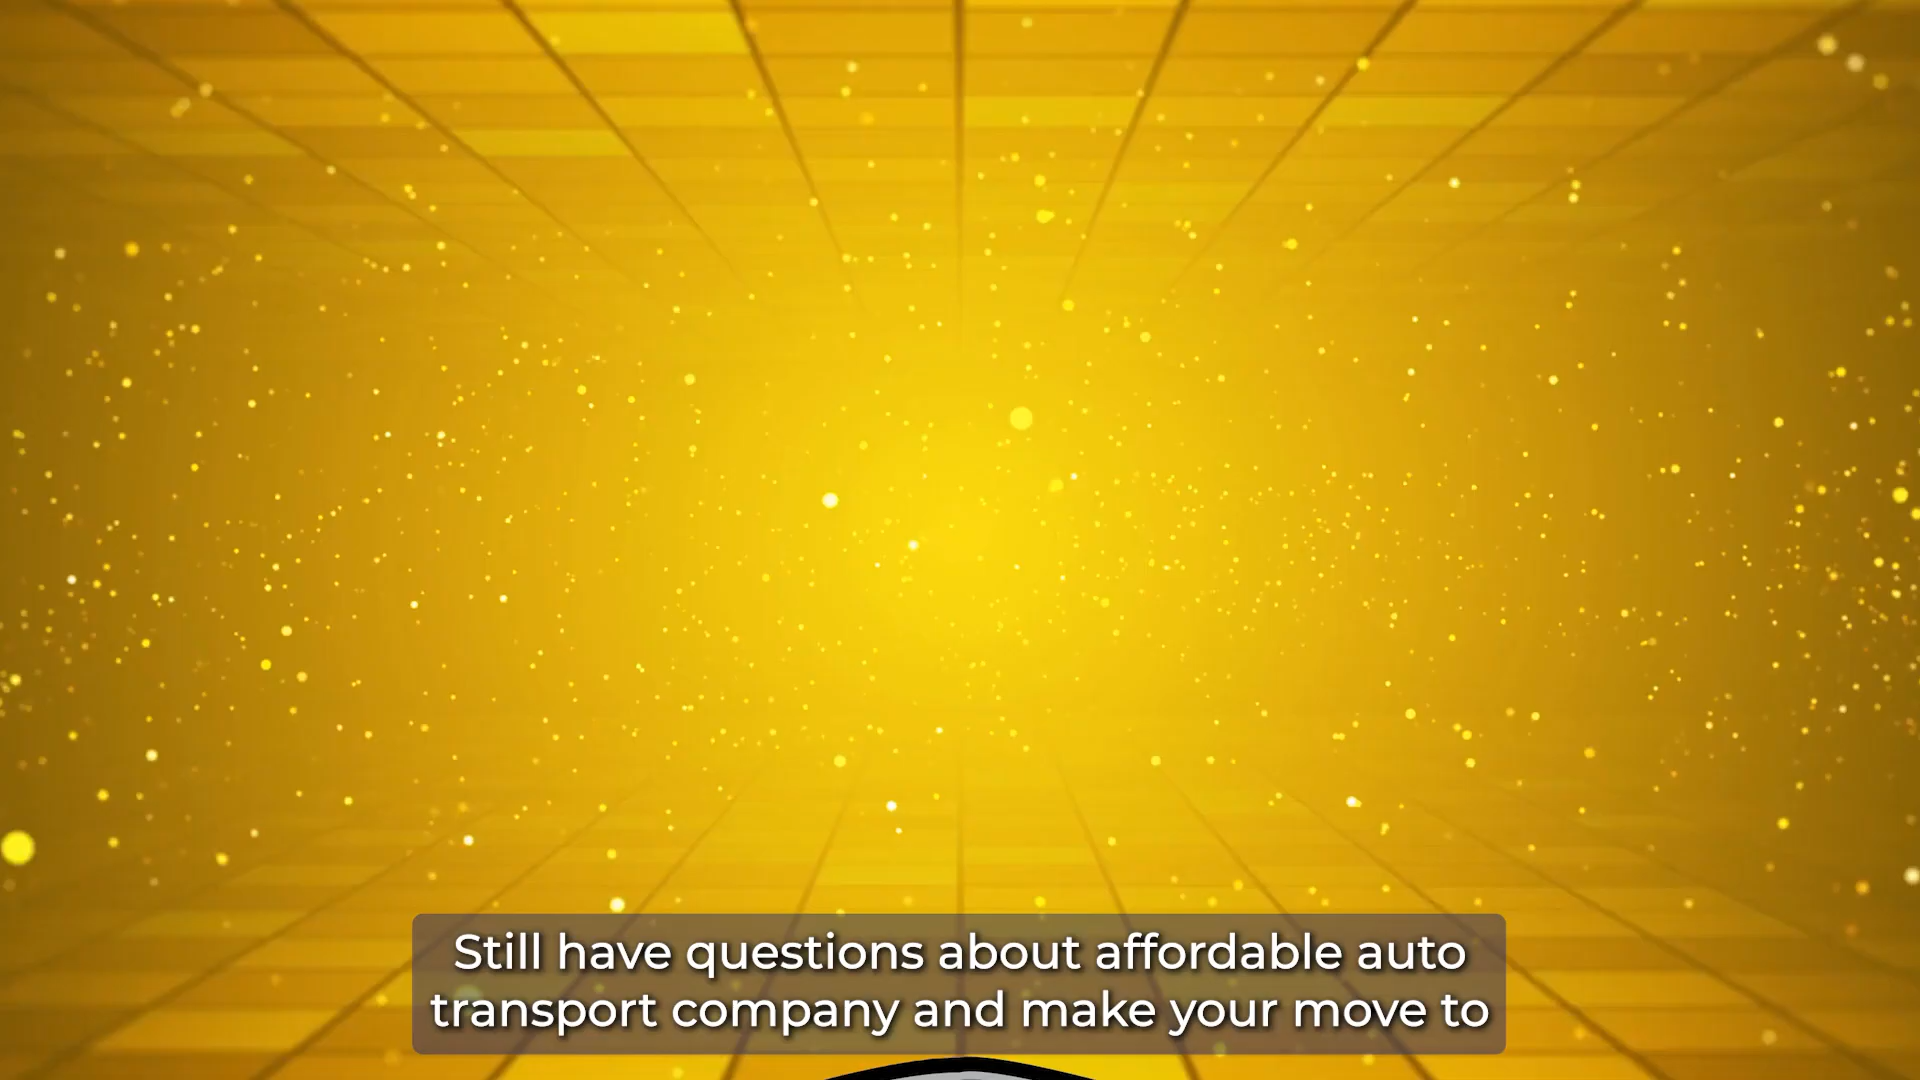 Still have questions about affordable auto
transport company and make your move to